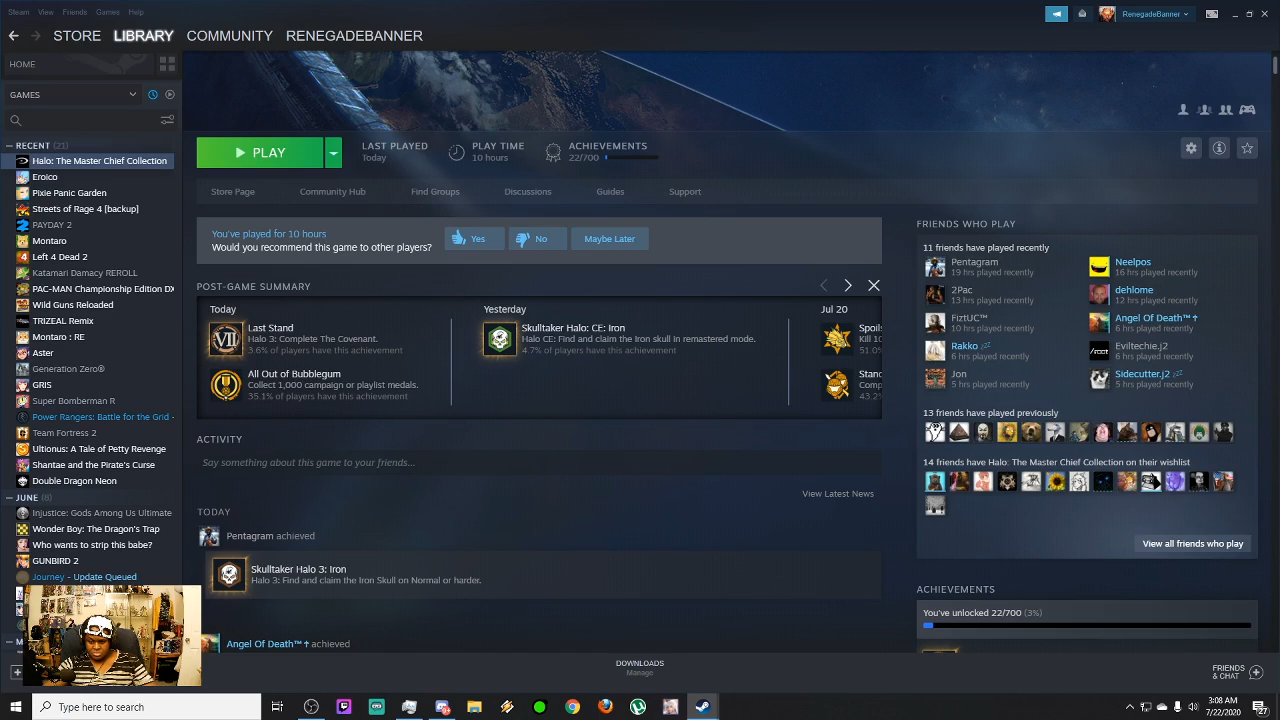 Steam View Friends Games Help
RenegadeBanner
STORE LIBRARY COMMUNITY RENEGADEBANNER
HOME
GAMES
RECENT (21)
Halo: The Master Chief Collection
Eroico
Pixie Panic Garden
Streets of Rage 4 [backup]
PAYDAY 2
Montaro
Left 4 Dead 2
Katamari Damacy REROLL
PAC-MAN Championship Edition DX
Wild Guns Reloaded
TRIZEAL Remix
Montaro : RE
Aster
Generation Zero®
GRIS
Super Bomberman R
Power Rangers: Battle for the Grid -
Team Fortress 2
Ultionus: A Tale of Petty Revenge
Shantae and the Pirate's Curse
Double Dragon Neon
JUNE (8)
Injustice: Gods Among Us Ultimate
Wonder Boy: The Dragon's Trap
Who wants to strip this babe?
GUNBIRD 2
Journey - Update Queued
PLAY
LAST PLAYED
Today
PLAY TIME
10 hours
ACHIEVEMENTS
22/700
Store Page Community Hub Find Groups Discussions Guides Support
You've played for 10 hours
Would you recommend this game to other players?
Yes No Maybe Later
POST-GAME SUMMARY
Today
Last Stand
Halo 3: Complete The Covenant.
3.6% of players have this achievement
All Out of Bubblegum
Collect 1,000 campaign or playlist medals.
35.1% of players have this achievement
Yesterday
Skulltaker Halo: CE: Iron
Halo CE: Find and claim the Iron skull in remastered mode.
4.7% of players have this achievement
Jul 20
Spoils
Kill 10
51.0%
Stand
Comp
43.2%
ACTIVITY
Say something about this game to your friends...
View Latest News
TODAY
Pentagram achieved
Skulltaker Halo 3: Iron
Halo 3: Find and claim the Iron Skull on Normal or harder.
Angel Of Death™✝ achieved
FRIENDS WHO PLAY
11 friends have played recently
Pentagram
19 hrs played recently
Neelpos
16 hrs played recently
2Pac
13 hrs played recently
dehlome
12 hrs played recently
FiztUC™
10 hrs played recently
Angel Of Death™✝
6 hrs played recently
Rakko zzz
6 hrs played recently
Eviltechie.j2
6 hrs played recently
Jon
5 hrs played recently
Sidecutter.j2 zzz
5 hrs played recently
13 friends have played previously
14 friends have Halo: The Master Chief Collection on their wishlist
View all friends who play
ACHIEVEMENTS
You've unlocked 22/700 (3%)
DOWNLOADS
Manage
FRIENDS
& CHAT
Type here to search
3:08 AM
7/22/2020